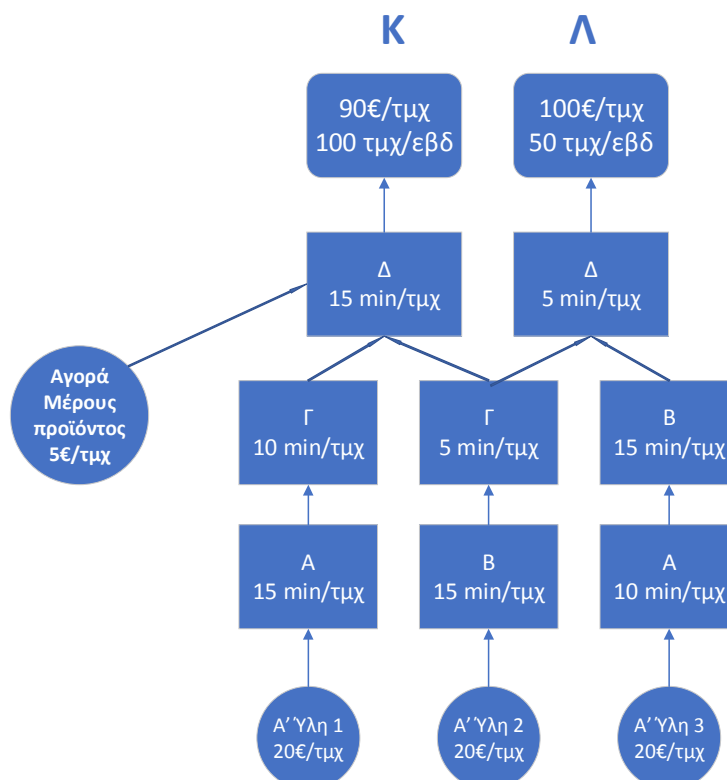 Κ
Λ
90€/τμχ
100 τμχ/εβδ
100€/τμχ
50 τμχ/εβδ
Δ
15 min/τμχ
Δ
5 min/τμχ
Αγορά
Μέρους
προϊόντος
5€/τμχ
Γ
10 min/τμχ
Γ
5 min/τμχ
Β
15 min/τμχ
Α
15 min/τμχ
Β
15 min/τμχ
Α
10 min/τμχ
Α' Ύλη 1
20€/τμχ
Α' Ύλη 2
20€/τμχ
Α' Ύλη 3
20€/τμχ